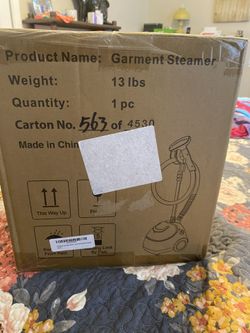 Product Name: Garment Steamer
Weight: 13 lbs
Quantity: 1 pc
Carton No. 563 of 4530
Made in China
This Way Up